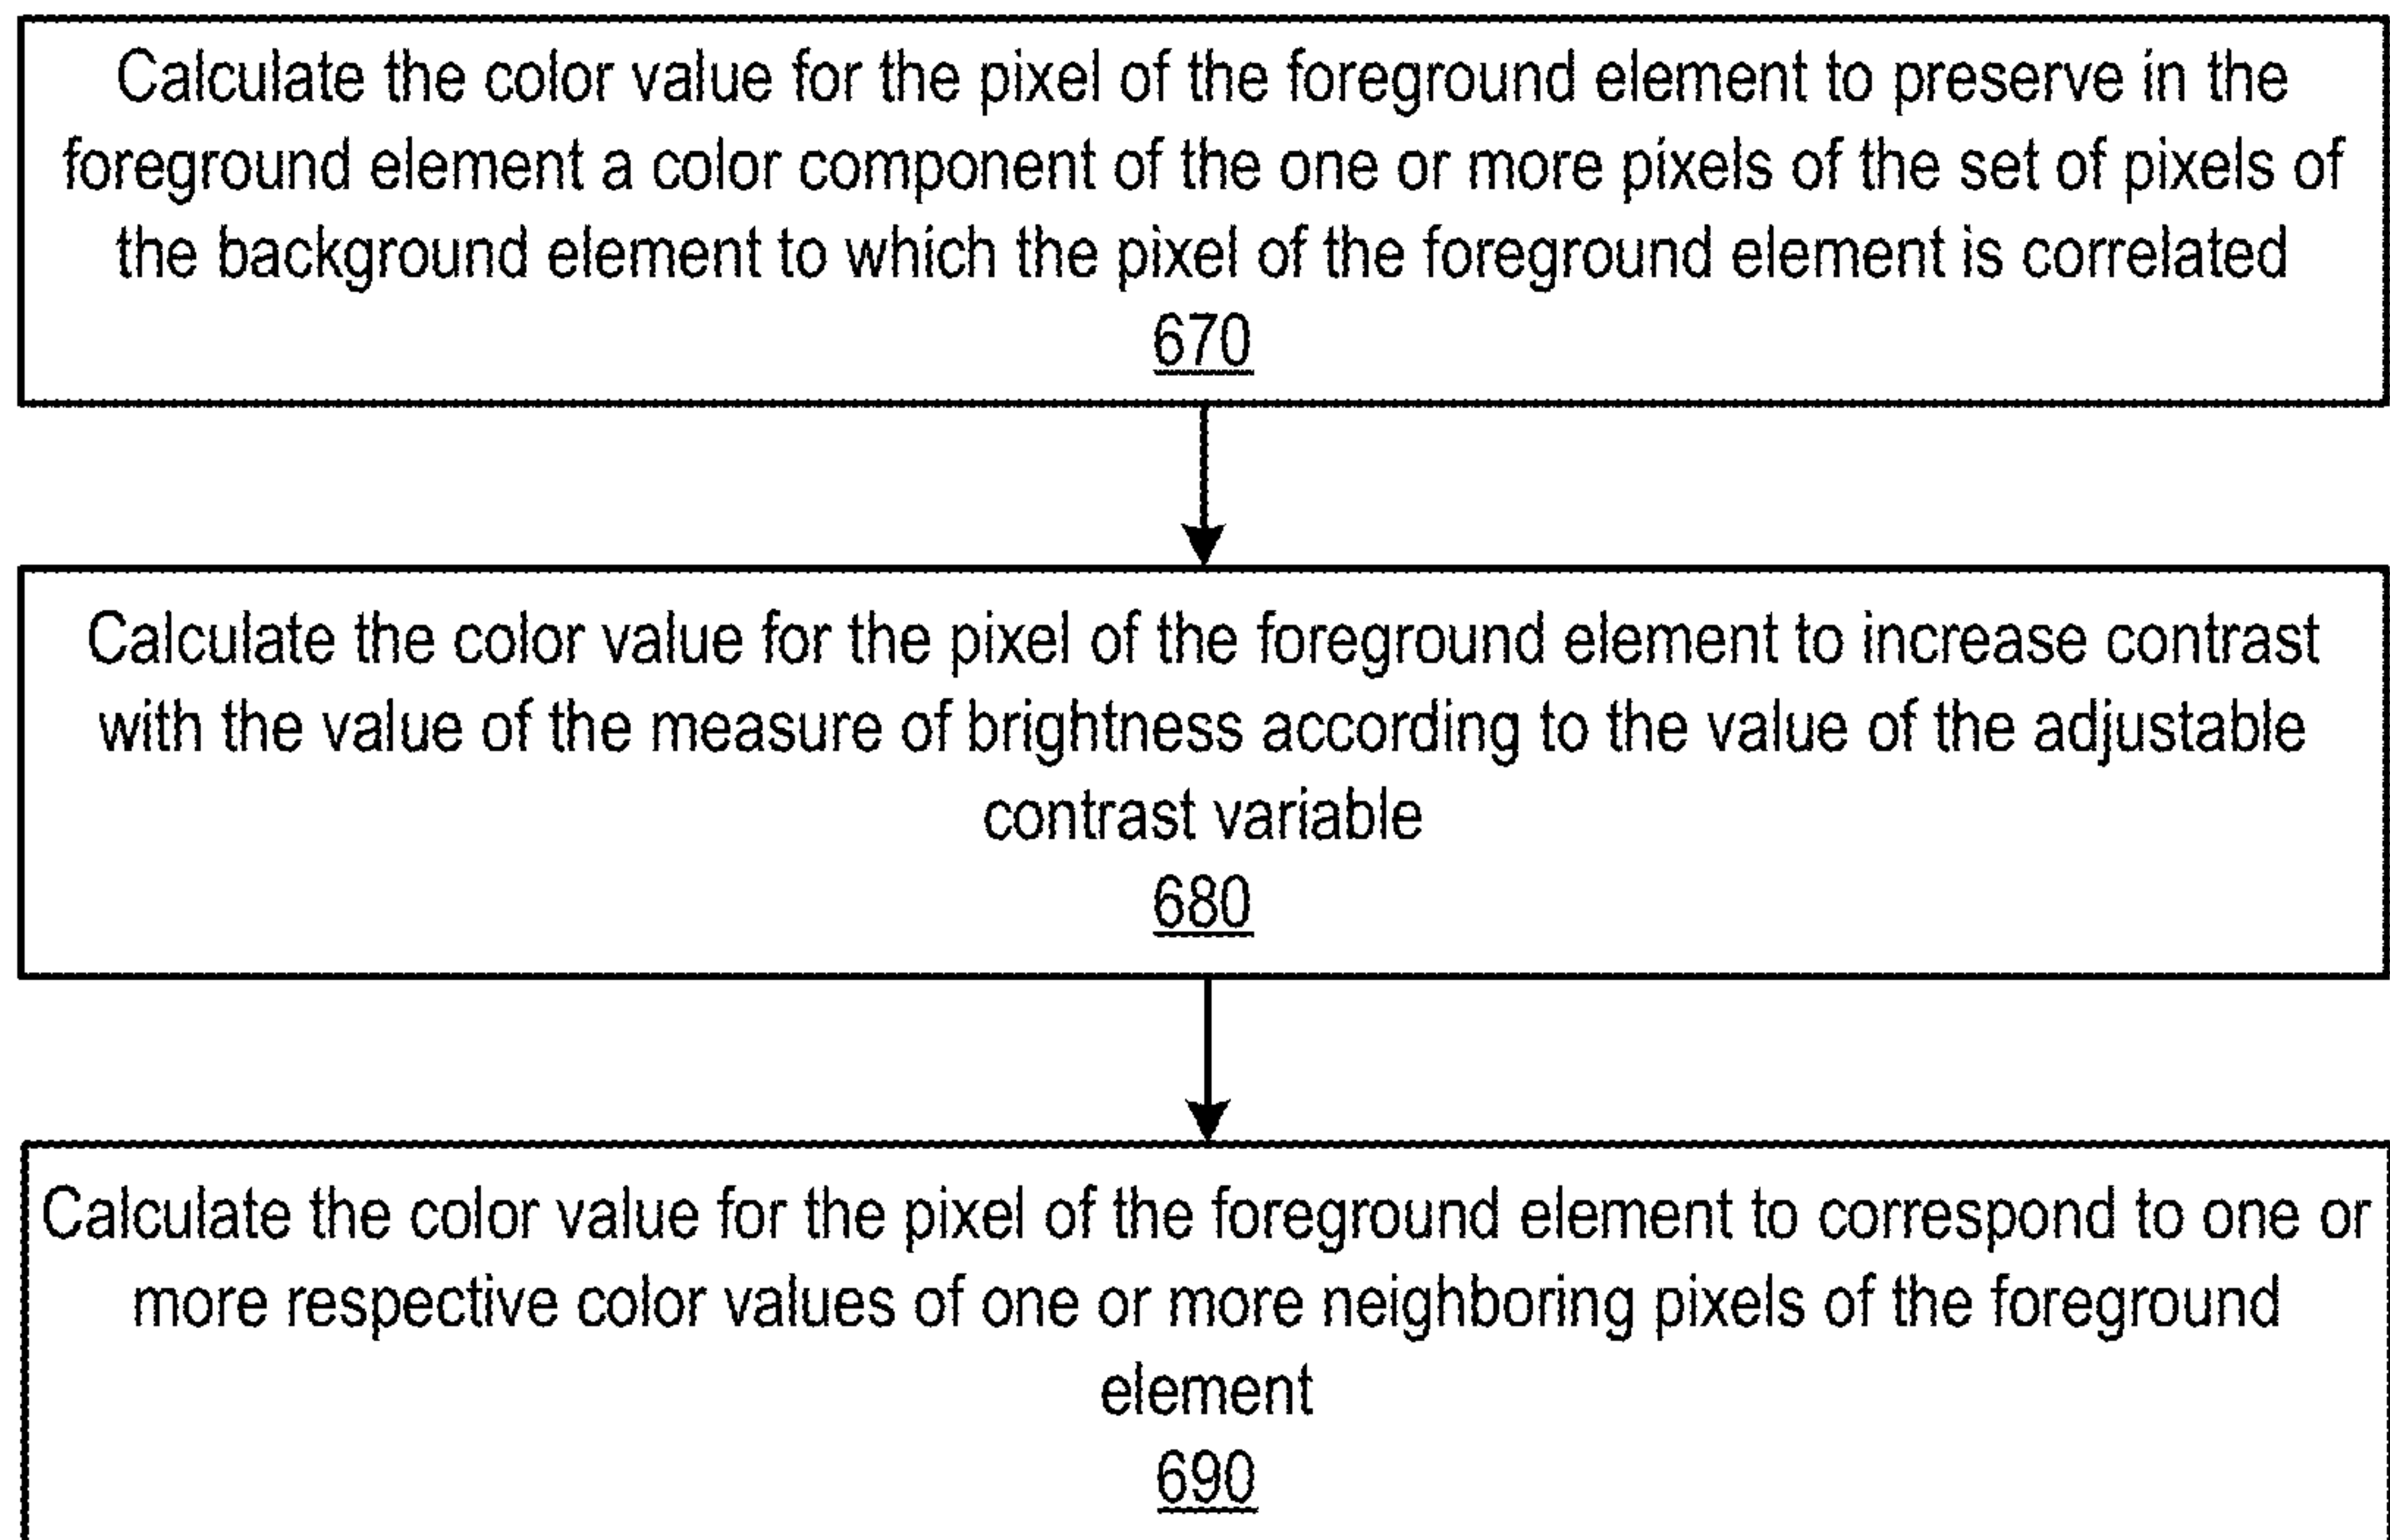 Calculate the color value for the pixel of the foreground element to preserve in the
foreground element a color component of the one or more pixels of the set of pixels of
the background element to which the pixel of the foreground element is correlated
670
Calculate the color value for the pixel of the foreground element to increase contrast
with the value of the measure of brightness according to the value of the adjustable
contrast variable
680
Calculate the color value for the pixel of the foreground element to correspond to one or
more respective color values of one or more neighboring pixels of the foreground
element
690